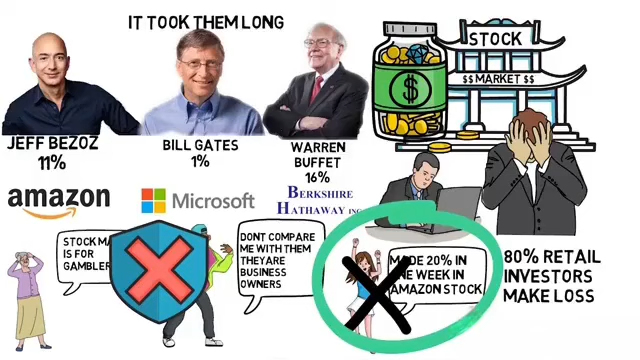 IT TOOK THEM LONG
JEFF BEZOZ
11%
BILL GATES
1%
WARREN
BUFFET
16%
$
STOCK
$$ MARKET $$
amazon
Microsoft
BERKSHIRE
HATHAWAY INC.
STOCK MA
IS FOR
GAMBLER
DONT COMPARE
ME WITH THEM
THEYARE
BUSINESS
OWNERS
MADE 20% IN
ONE WEEK IN
AMAZON STOCK
80% RETAIL
INVESTORS
MAKE LOSS